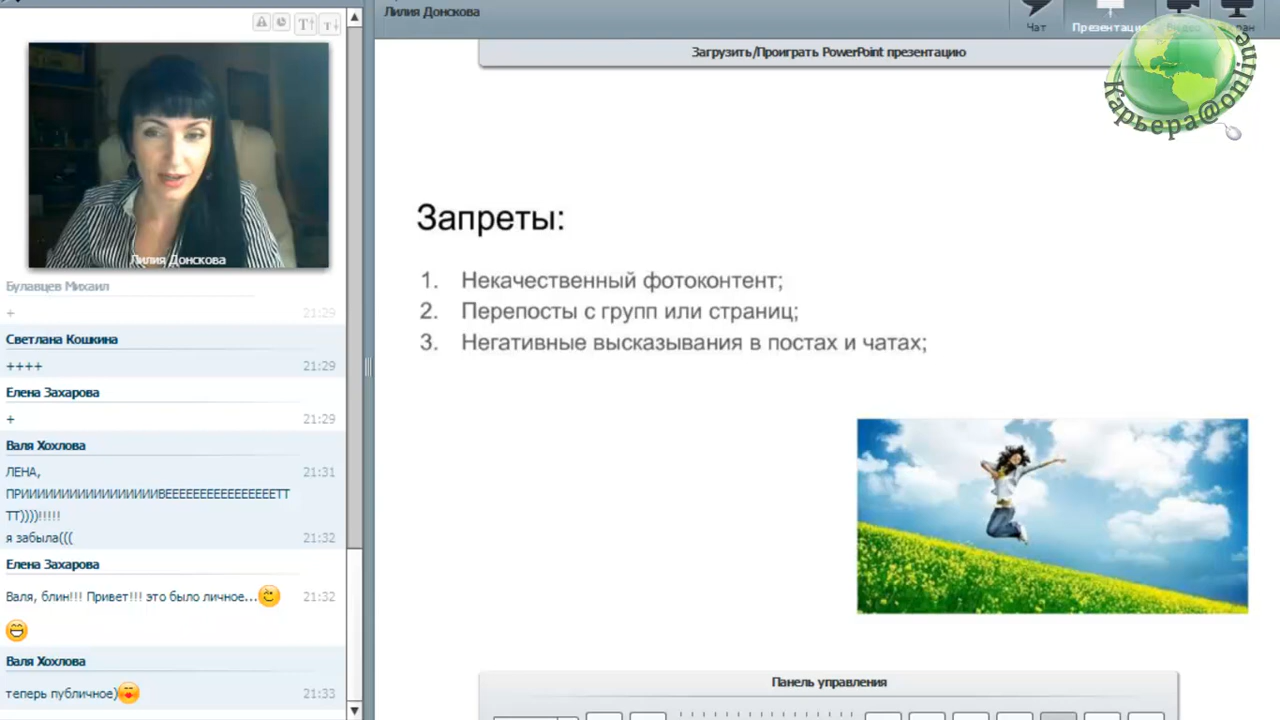 Лилия Донскова
Булавцев Михаил
+
21:29
Светлана Кошкина
++++
21:29
Елена Захарова
+
21:29
Валя Хохлова
ЛЕНА,
21:31
ПРИИИИИИИИИИИИИИИИВЕЕЕЕЕЕЕЕЕЕЕЕЕЕЕЕТТ
ТТ))))!!!!!
я забыла(((
21:32
Елена Захарова
Валя, блин!!! Привет!!! это было личное...
21:32
Валя Хохлова
теперь публичное)
21:33
Лилия Донскова
Чат
Презентация
Загрузить/Проиграть PowerPoint презентацию
Карьера@online
Запреты:
1. Некачественный фотоконтент;
2. Перепосты с групп или страниц;
3. Негативные высказывания в постах и чатах;
Панель управления